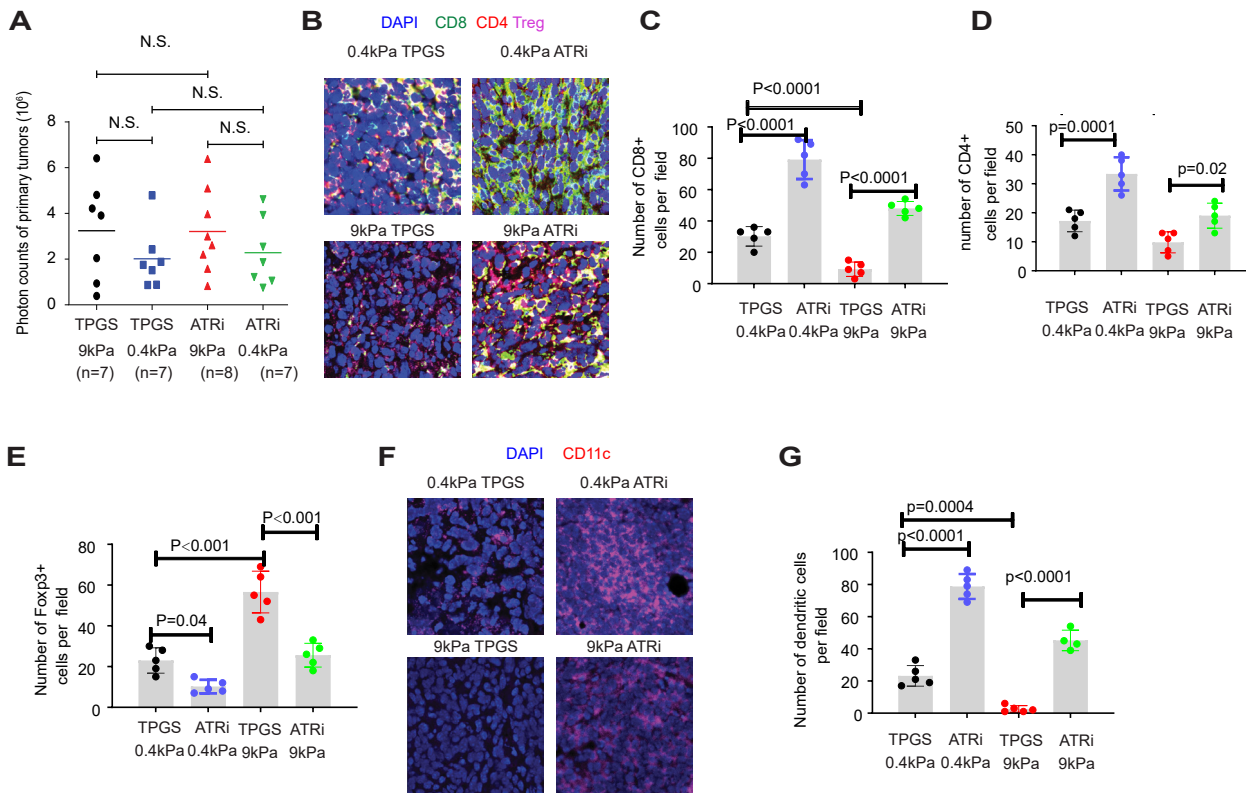 A
N.S.
N.S.
N.S.
N.S.
Photon counts of primary tumors (10⁶)
8
6
4
2
0
TPGS TPGS ATRi ATRi
9kPa 0.4kPa 9kPa 0.4kPa
(n=7) (n=7) (n=8) (n=7)
B
DAPI CD8 CD4 Treg
0.4kPa TPGS 0.4kPa ATRi
9kPa TPGS 9kPa ATRi
C
P<0.0001
P<0.0001
P<0.0001
Number of CD8+
cells per field
100
80
60
40
20
0
TPGS ATRi TPGS ATRi
0.4kPa 0.4kPa 9kPa 9kPa
D
p=0.0001
p=0.02
number of CD4+
cells per field
50
40
30
20
10
0
TPGS ATRi TPGS ATRi
0.4kPa 0.4kPa 9kPa 9kPa
E
P<0.001
P<0.001
P=0.04
Number of Foxp3+
cells per field
80
60
40
20
0
TPGS ATRi TPGS ATRi
0.4kPa 0.4kPa 9kPa 9kPa
F
DAPI CD11c
0.4kPa TPGS 0.4kPa ATRi
9kPa TPGS 9kPa ATRi
G
p=0.0004
p<0.0001
p<0.0001
Number of dendritic cells
per field
100
80
60
40
20
0
TPGS ATRi TPGS ATRi
0.4kPa 0.4kPa 9kPa 9kPa